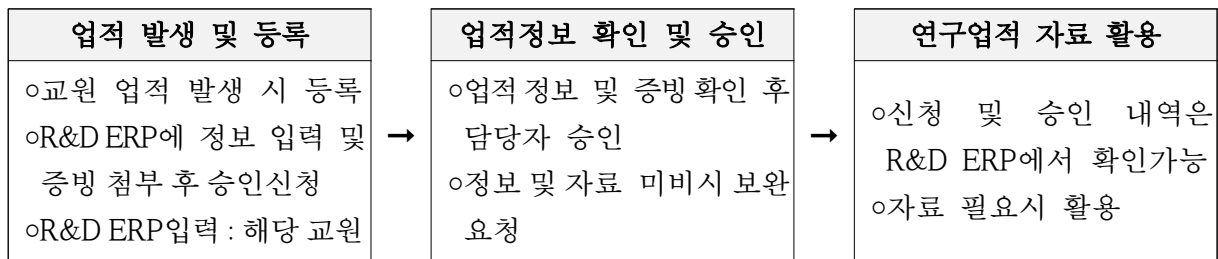 업적 발생 및 등록
○교원 업적 발생 시 등록
○R&D ERP에 정보 입력 및
증빙 첨부 후 승인신청
○R&D ERP입력 : 해당 교원
→
업적정보 확인 및 승인
○업적 정보 및 증빙 확인 후
담당자 승인
○정보 및 자료 미비시 보완
요청
→
연구업적 자료 활용
○신청 및 승인 내역은
R&D ERP에서 확인가능
○자료 필요시 활용